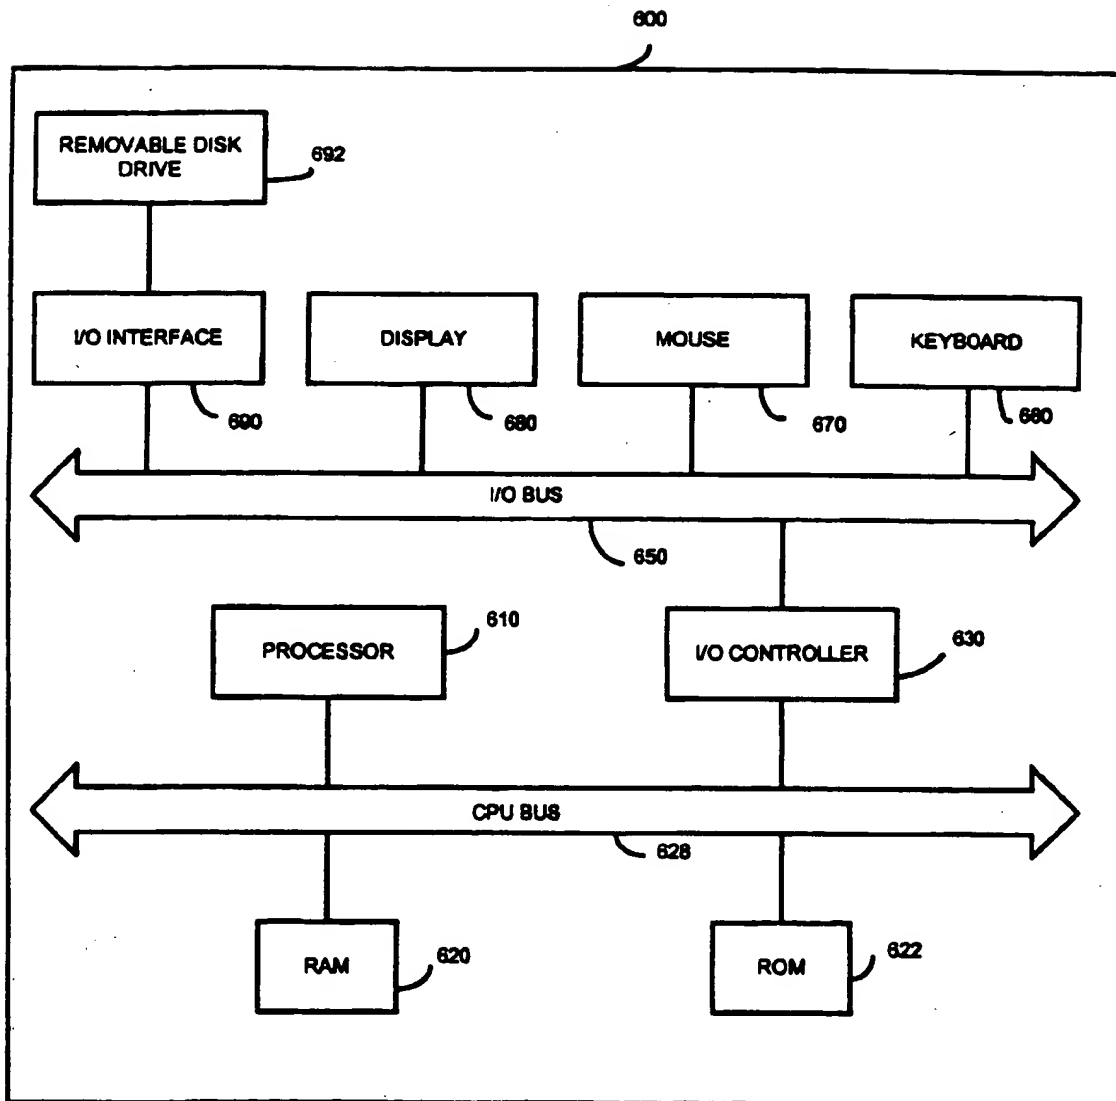 600
REMOVABLE DISK
DRIVE
692
I/O INTERFACE
DISPLAY
MOUSE
KEYBOARD
690
680
670
660
I/O BUS
650
PROCESSOR
610
I/O CONTROLLER
630
CPU BUS
628
RAM
620
ROM
622